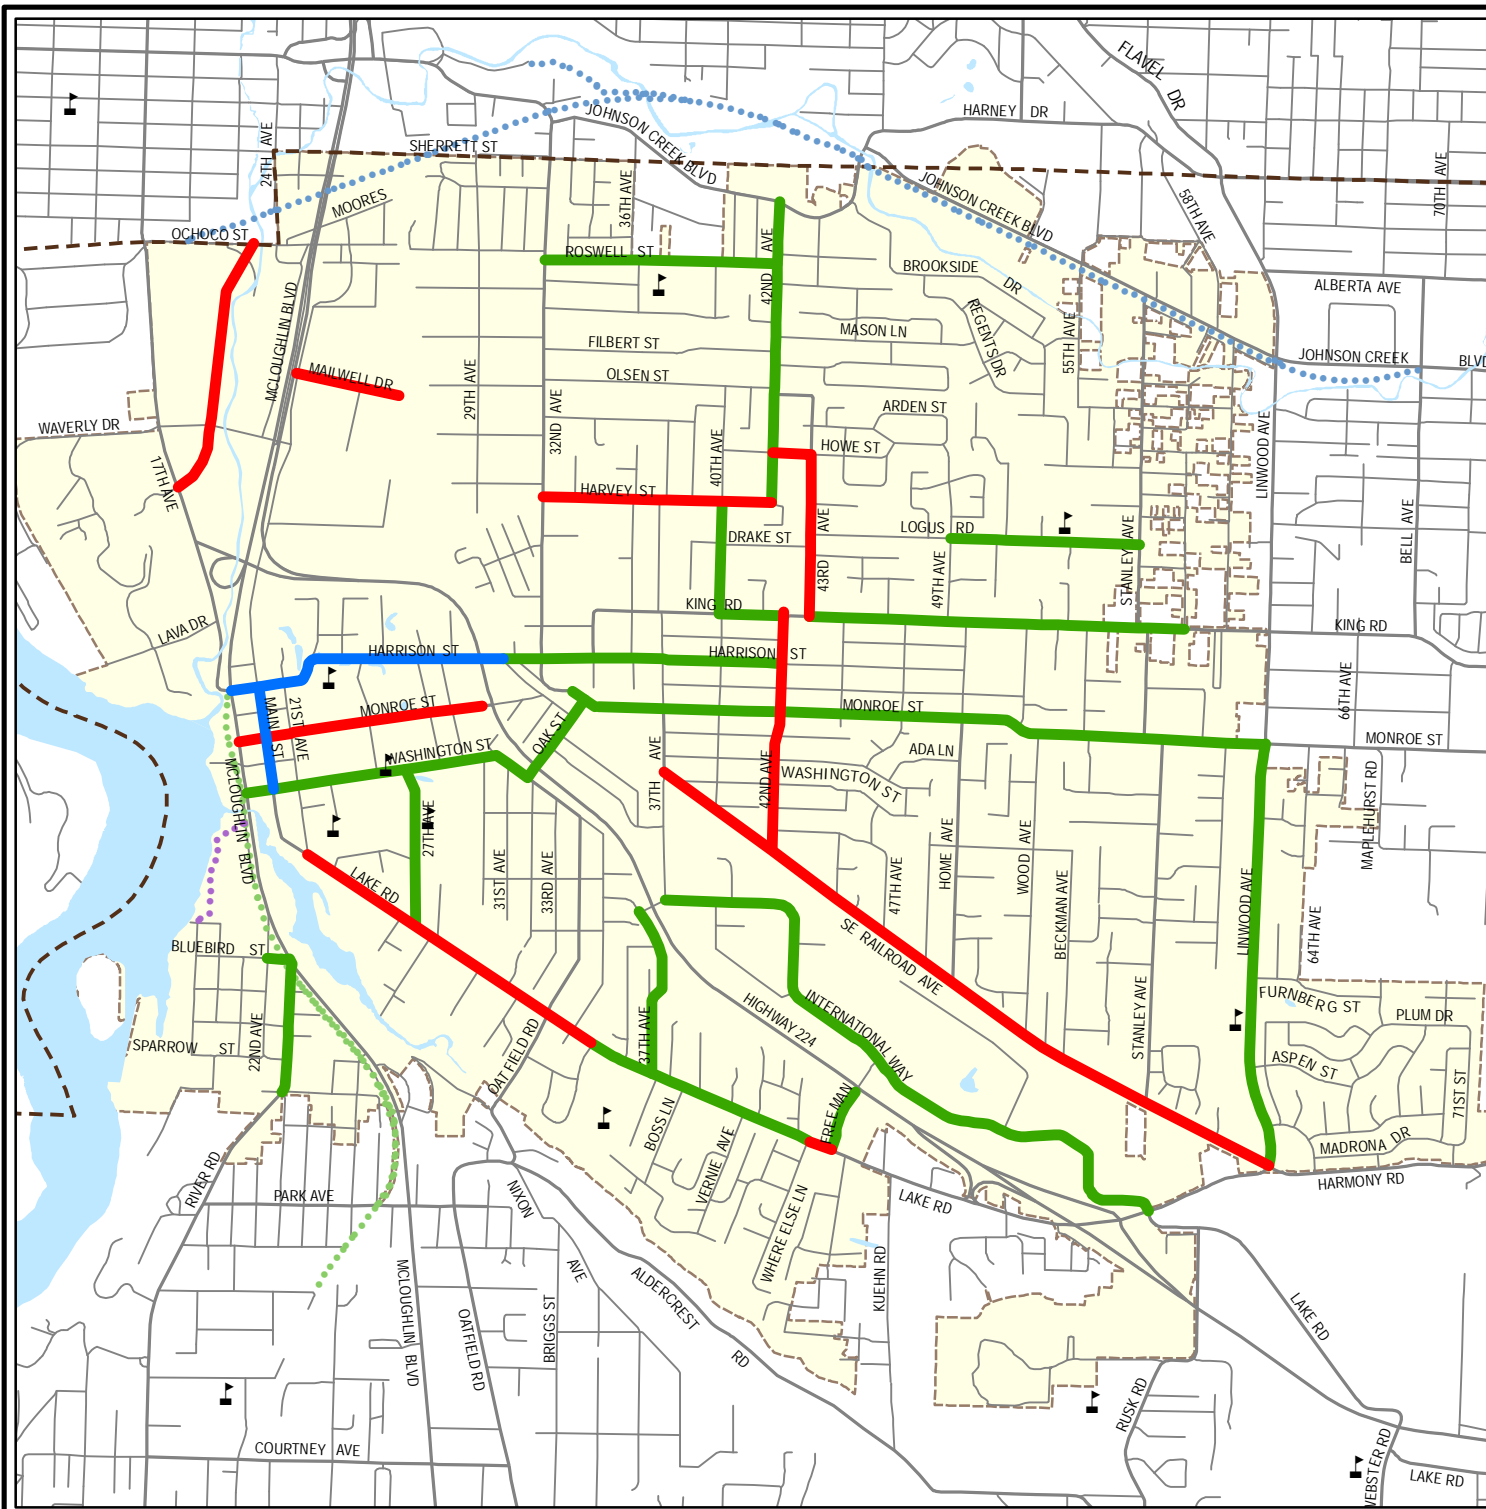 FLAVEL DR
HARNEY DR
24TH AVE
SHERRETT ST
JOHNSON CREEK BLVD
36TH AVE
JOHNSON CREEK BLVD
58TH AVE
70TH AVE
MOORES
OCHOCO ST
ROSWELL ST
42ND AVE
BROOKSIDE DR
ALBERTA AVE
MCLOUGHLIN BLVD
REGENTS DR
55TH AVE
MASON LN
FILBERT ST
JOHNSON CREEK BLVD
MAILWELL DR
29TH AVE
OLSEN ST
32ND AVE
ARDEN ST
WAVERLY DR
40TH AVE
HOWE ST
LINWOOD AVE
17TH AVE
HARVEY ST
43RD AVE
LOGUS RD
DRAKE ST
STANLEY AVE
BELL AVE
49TH AVE
KING RD
KING RD
LAVA DR
HARRISON ST
HARRISON ST
66TH AVE
MONROE ST
MONROE ST
MONROE ST
MAIN ST
21ST AVE
OAK ST
WASHINGTON ST
37TH AVE
42ND AVE
ADA LN
WASHINGTON ST
MAPLEHURST RD
MCLOUGHLIN BLVD
27TH AVE
31ST AVE
33RD AVE
47TH AVE
HOME AVE
WOOD AVE
BECKMAN AVE
LINWOOD AVE
64TH AVE
LAKE RD
BLUEBIRD ST
SE RAILROAD AVE
FURNBERG ST
PLUM DR
22ND AVE
SPARROW ST
OATFIELD RD
37TH AVE
HIGHWAY 224
INTERNATIONAL WAY
STANLEY AVE
ASPEN ST
71ST ST
BOSS LN
VERNIE AVE
FREEMAN
MADRONA DR
HARMONY RD
RIVER RD
PARK AVE
NIXON AVE
WHERE ELSE LN
LAKE RD
KUEHN RD
MCLOUGHLIN BLVD
OATFIELD RD
BRIGGS ST
ALDERCREST RD
LAKE RD
RUSK RD
COURTNEY AVE
WEBSTER RD
LAKE RD